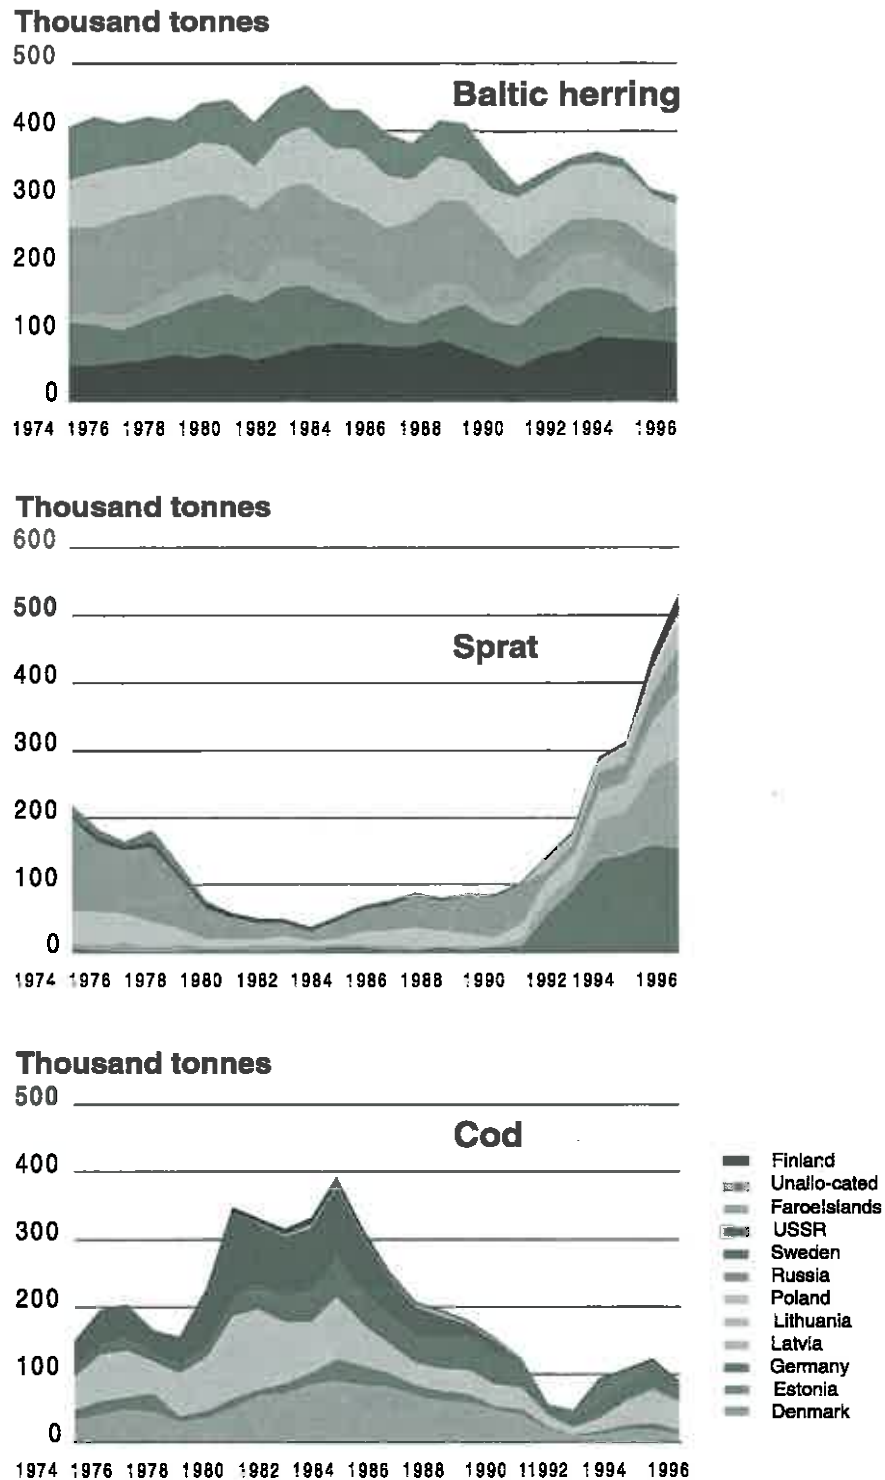 Thousand tonnes
500
Baltic herring
400
300
200
100
0
1974 1976 1978 1980 1982 1984 1986 1988 1990 1992 1994 1996
Thousand tonnes
600
500
Sprat
400
300
200
100
0
1974 1976 1978 1980 1982 1984 1986 1988 1990 1992 1994 1996
Thousand tonnes
500
Cod
400
300
200
100
0
1974 1976 1978 1980 1982 1984 1986 1988 1990 11992 1994 1996
Finland
Unallo-cated
FaroeIslands
USSR
Sweden
Russia
Poland
Lithuania
Latvia
Germany
Estonia
Denmark